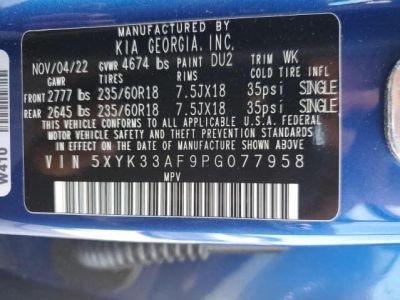 MANUFACTURED BY
KIA GEORGIA, INC.
NOV/04/22 GVWR 4674 lbs PAINT DU2 TRIM WK
GAWR TIRES RIMS COLD TIRE INFL
FRONT 2777 lbs 235/60R18 7.5JX18 35psi SINGLE
REAR 2645 lbs 235/60R18 7.5JX18 35psi SINGLE
THIS VEHICLE CONFORMS TO ALL APPLICABLE U.S.A. FEDERAL
MOTOR VEHICLE SAFETY STANDARDS IN EFFECT ON
THE DATE OF MANUFACTURE SHOWN ABOVE.
VIN 5XYK33AF9PG077958
MPV
W410